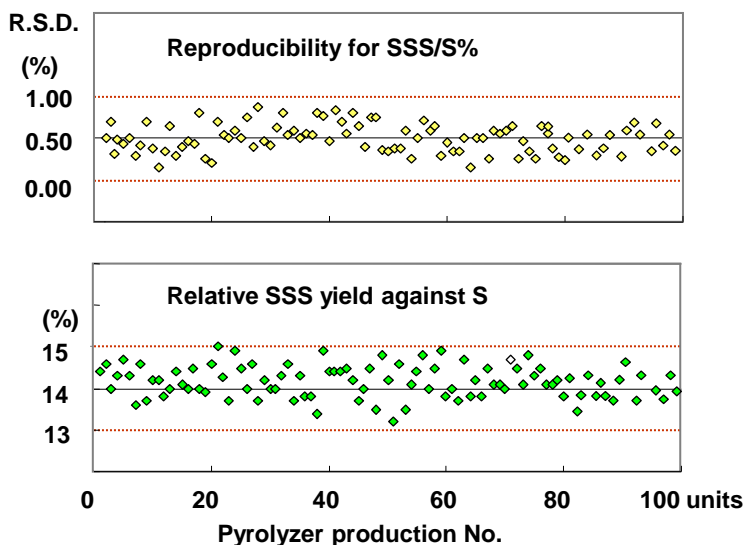 R.S.D.
(%)
Reproducibility for SSS/S%
1.00
0.50
0.00
Relative SSS yield against S
(%)
15
14
13
0 20 40 60 80 100 units
Pyrolyzer production No.